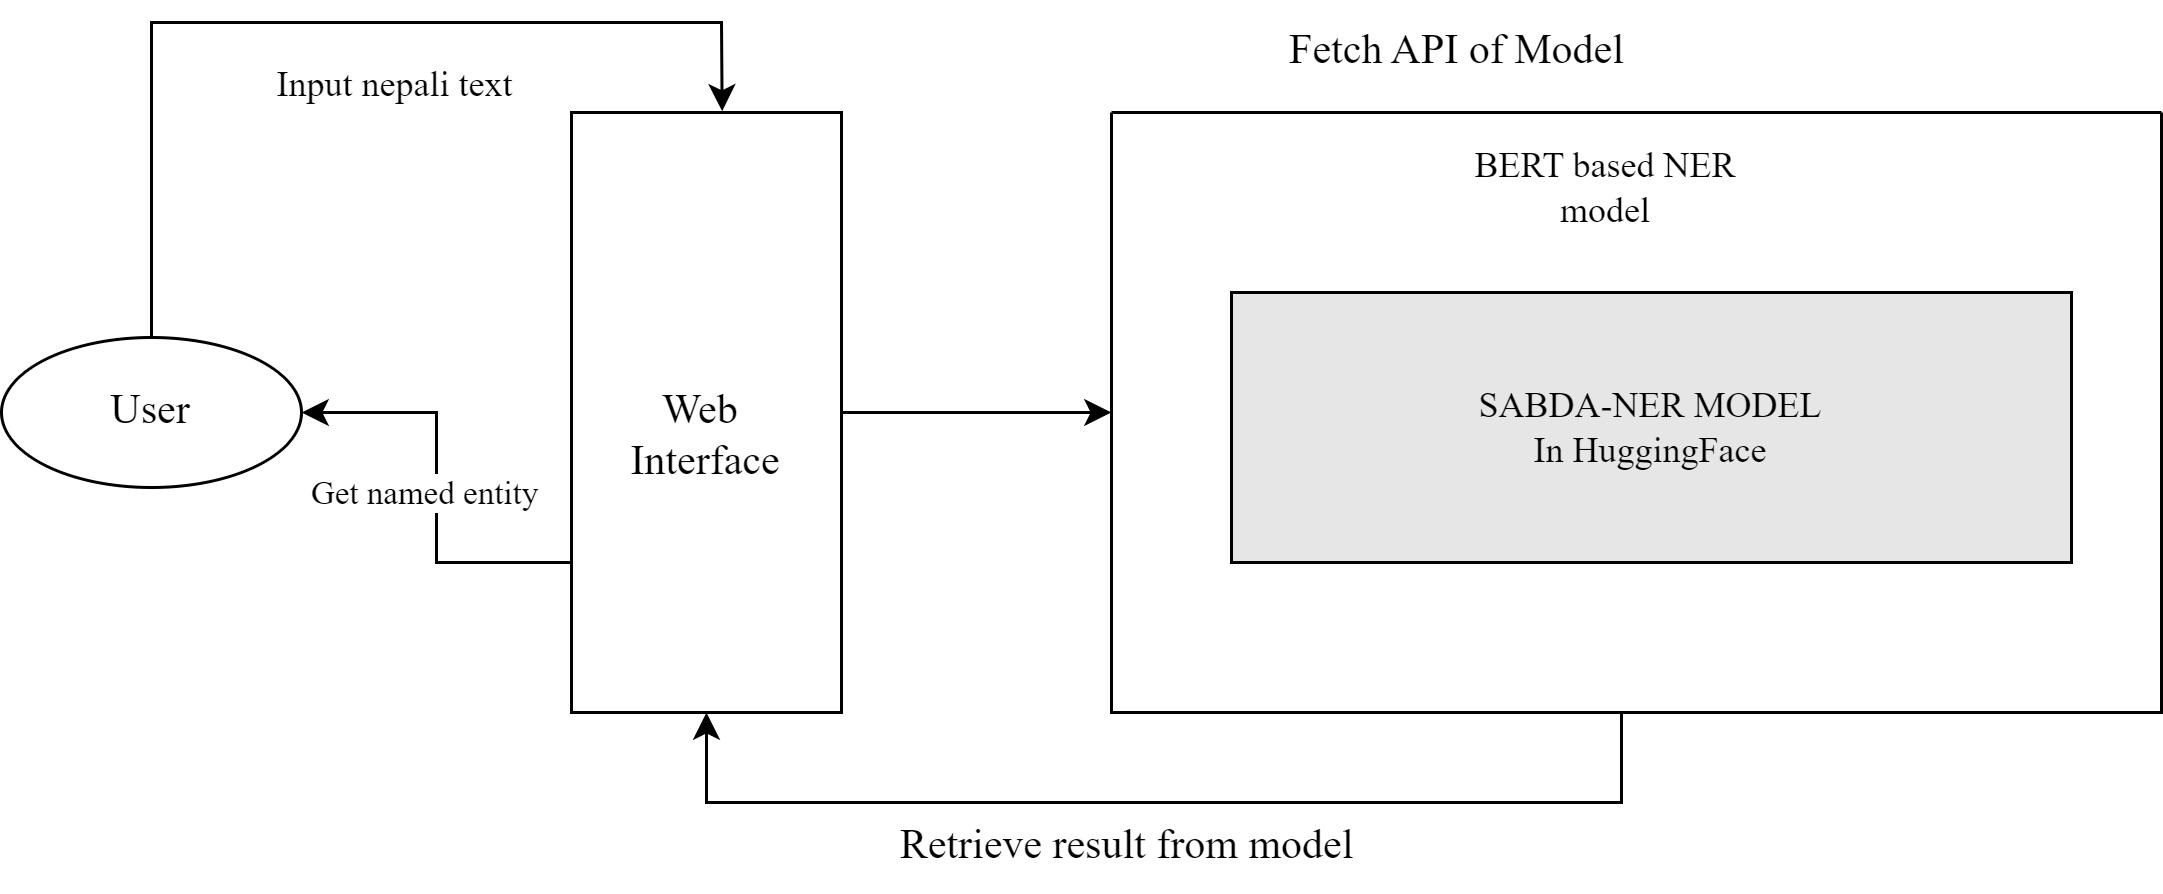 Input nepali text
Fetch API of Model
BERT based NER
model
User
Web
Interface
SABDA-NER MODEL
In HuggingFace
Get named entity
Retrieve result from model